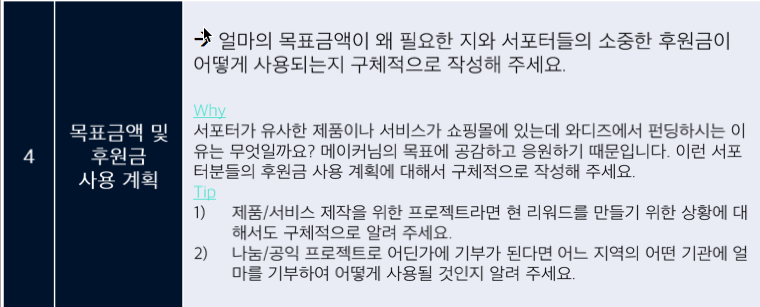 4
목표금액 및
후원금
사용 계획
얼마의 목표금액이 왜 필요한 지와 서포터들의 소중한 후원금이
어떻게 사용되는지 구체적으로 작성해 주세요.
Why
서포터가 유사한 제품이나 서비스가 쇼핑몰에 있는데 와디즈에서 펀딩하시는 이
유는 무엇일까요? 메이커님의 목표에 공감하고 응원하기 때문입니다. 이런 서포
터분들의 후원금 사용 계획에 대해서 구체적으로 작성해 주세요.
Tip
1) 제품/서비스 제작을 위한 프로젝트라면 현 리워드를 만들기 위한 상황에 대
해서도 구체적으로 알려 주세요.
2) 나눔/공익 프로젝트로 어딘가에 기부가 된다면 어느 지역의 어떤 기관에 얼
마를 기부하여 어떻게 사용될 것인지 알려 주세요.